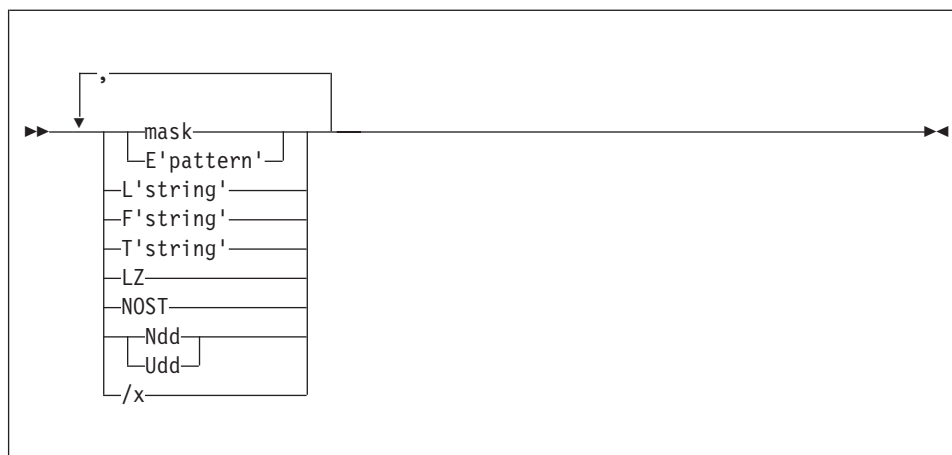 ,
mask
E'pattern'
L'string'
F'string'
T'string'
LZ
NOST
Ndd
Udd
/x